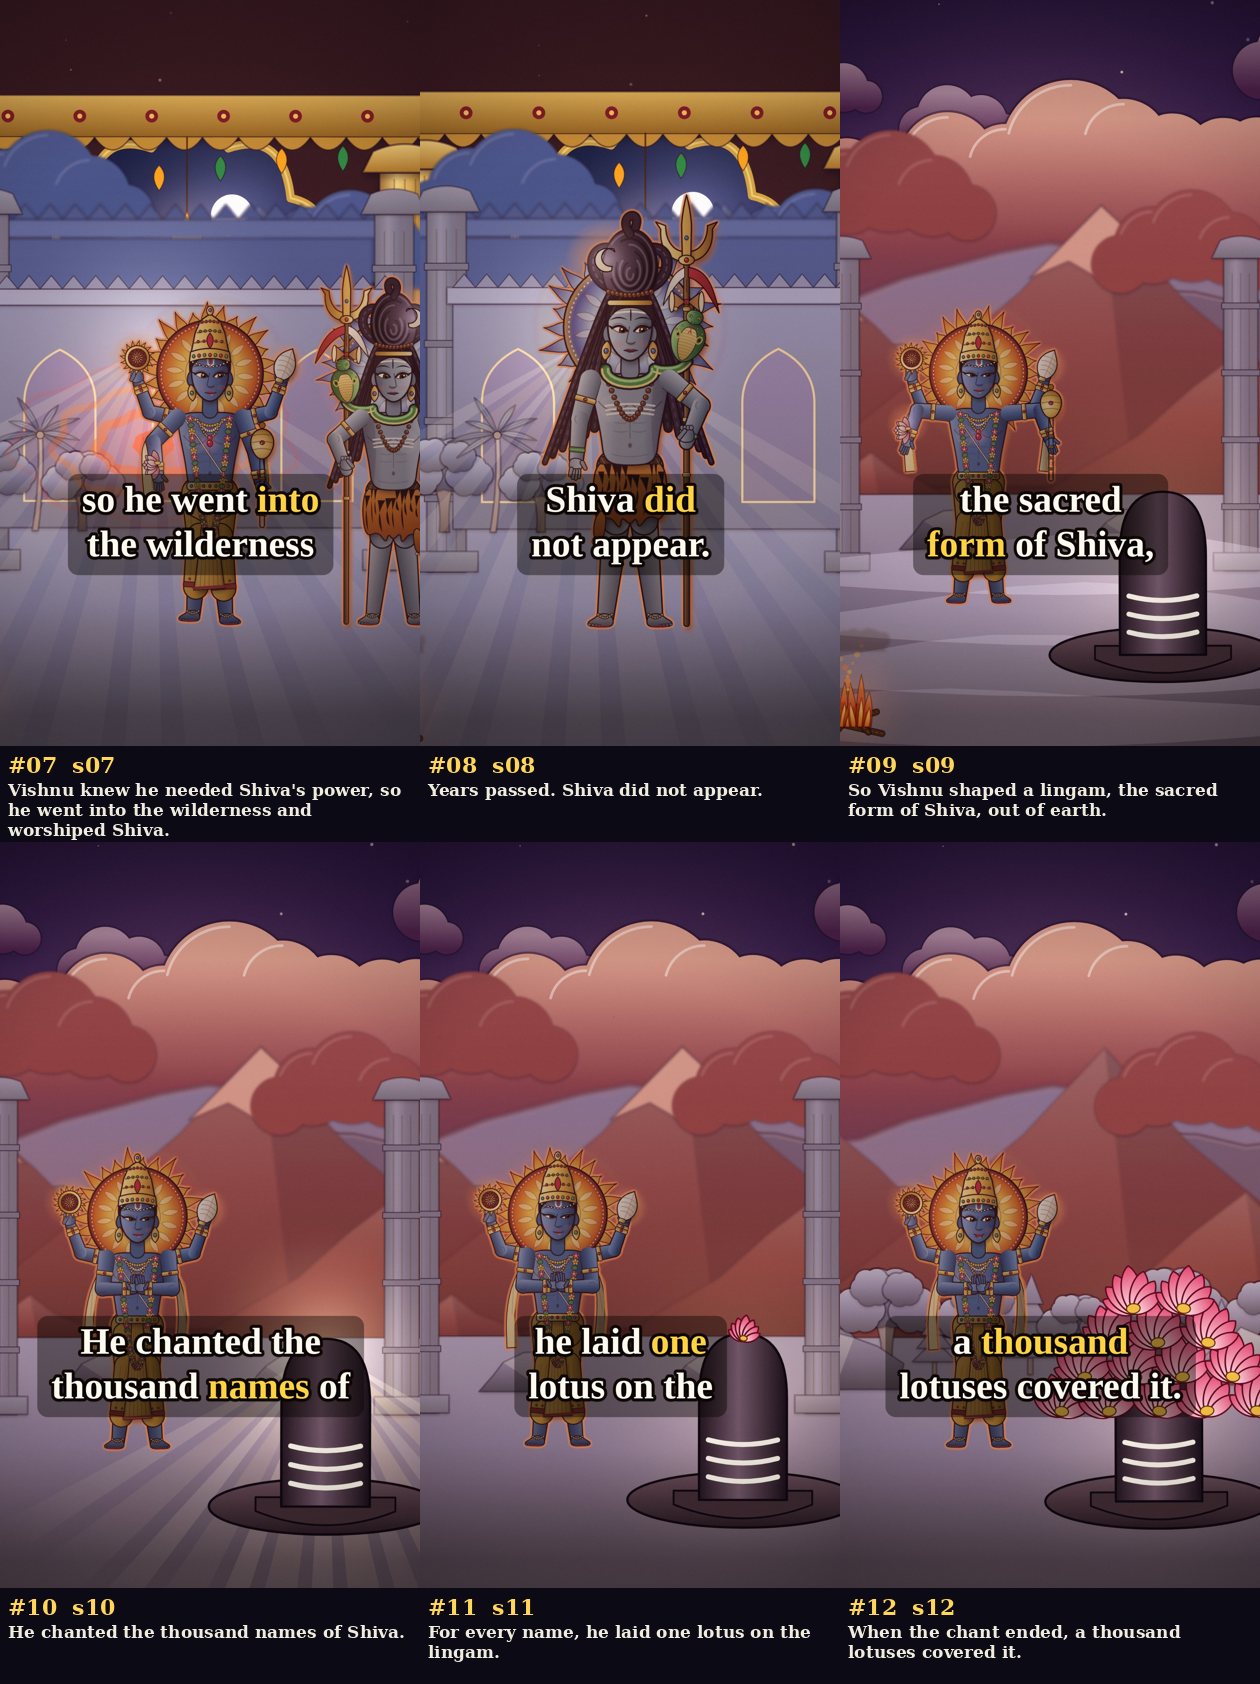 so he went into
the wilderness
#07 s07
Vishnu knew he needed Shiva's power, so
he went into the wilderness and
worshiped Shiva.
Shiva did
not appear.
#08 s08
Years passed. Shiva did not appear.
the sacred
form of Shiva,
#09 s09
So Vishnu shaped a lingam, the sacred
form of Shiva, out of earth.
He chanted the
thousand names of
#10 s10
He chanted the thousand names of Shiva.
he laid one
lotus on the
#11 s11
For every name, he laid one lotus on the
lingam.
a thousand
lotuses covered it.
#12 s12
When the chant ended, a thousand
lotuses covered it.